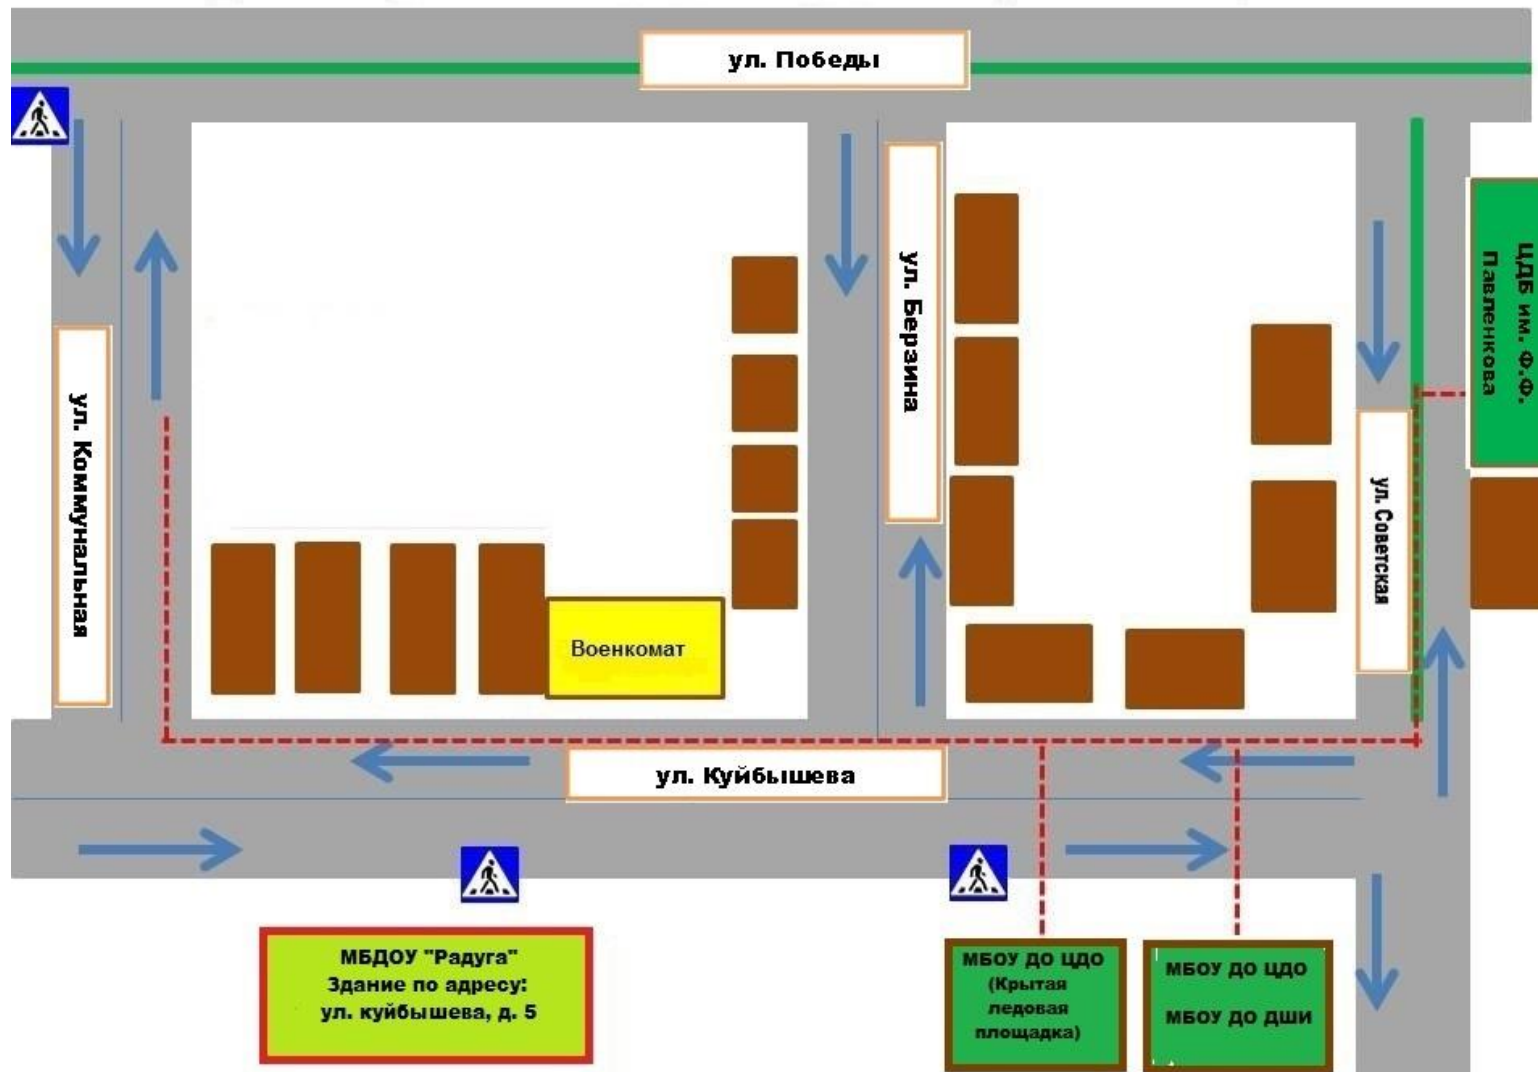 ул. Победы
ул. Берзина
ЦДБ им. Ф.Ф.
Павленкова
ул. Коммунальная
ул. Советская
Военкомат
ул. Куйбышева
МБДОУ "Радуга"
Здание по адресу:
ул. куйбышева, д. 5
МБОУ ДО ЦДО
(Крытая
ледовая
площадка)
МБОУ ДО ЦДО
МБОУ ДО ДШИ